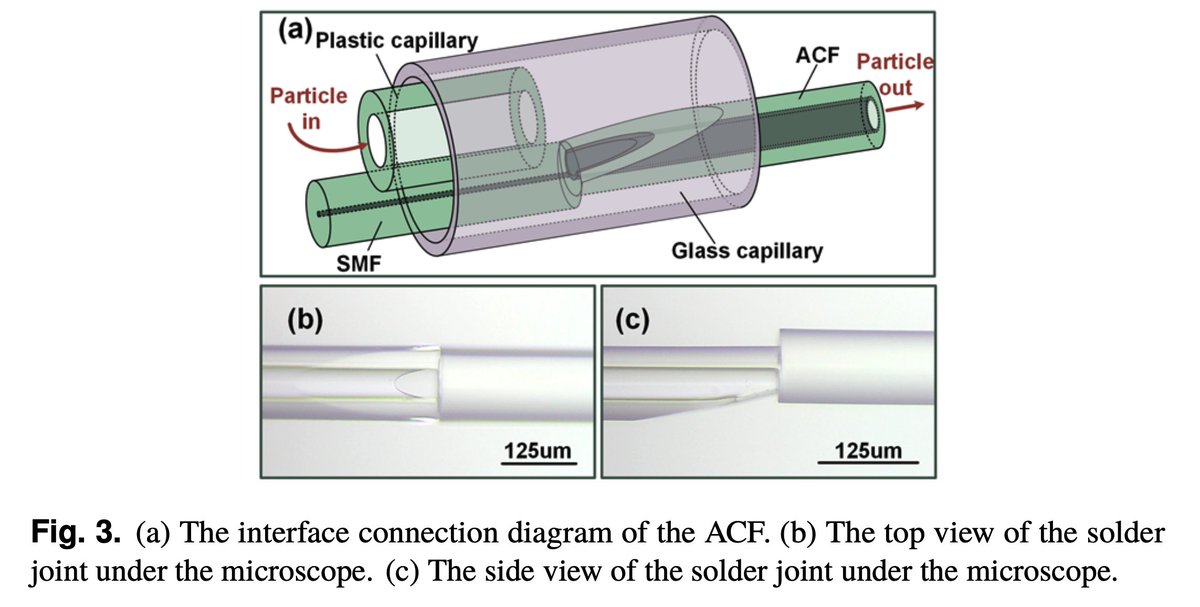 (a)
Plastic capillary
ACF
Particle
out
Particle
in
SMF
Glass capillary
(b)
125um
(c)
125um
Fig. 3. (a) The interface connection diagram of the ACF. (b) The top view of the solder
joint under the microscope. (c) The side view of the solder joint under the microscope.